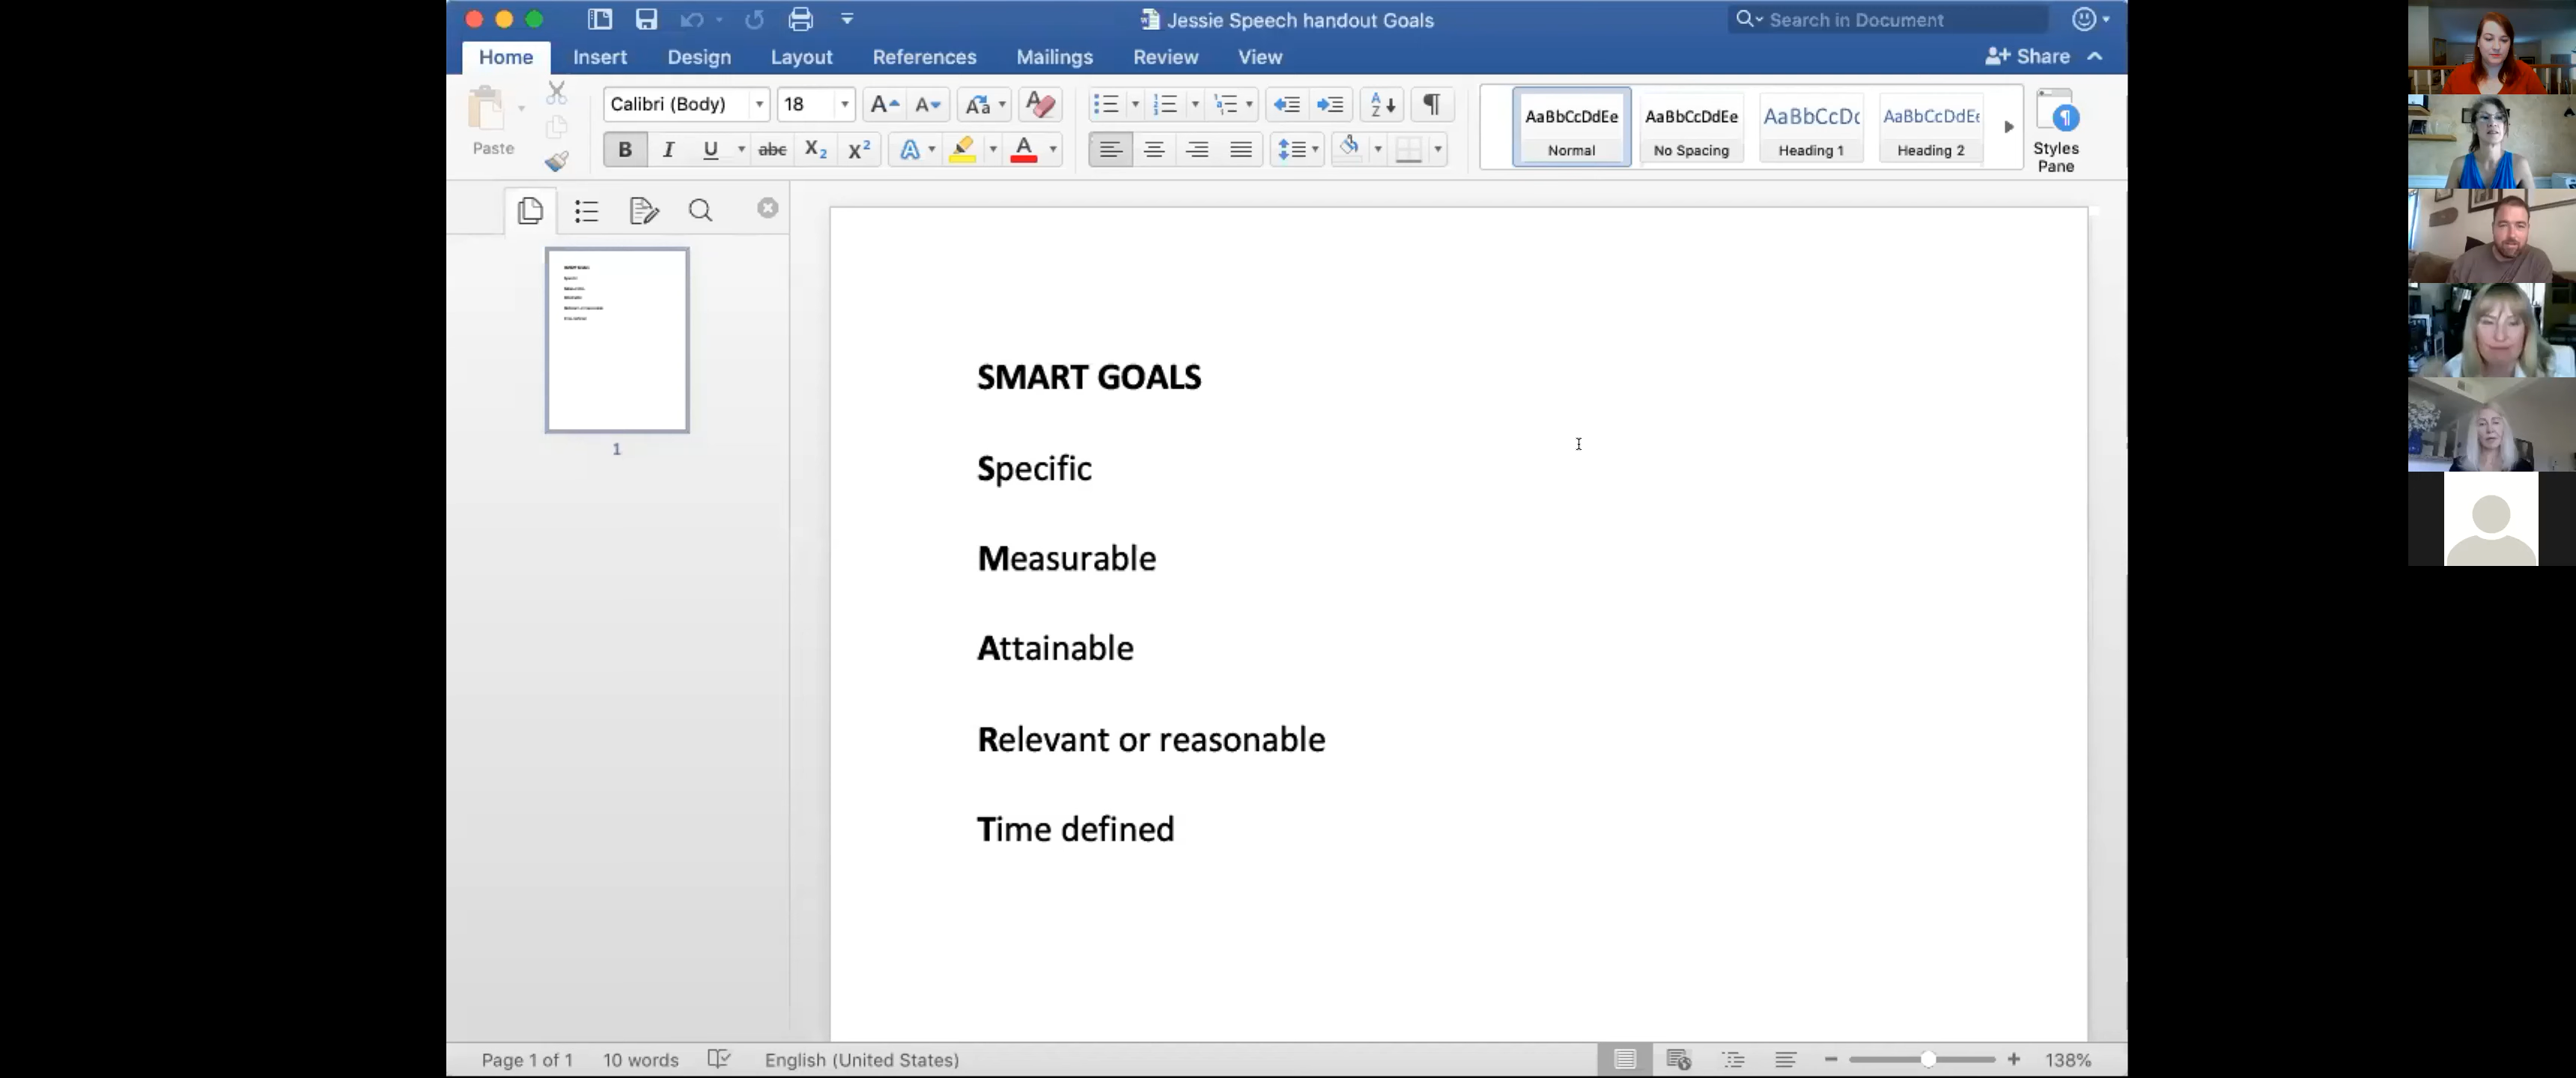 Jessie Speech handout Goals
Search in Document
Home Insert Design Layout References Mailings Review View Share
Paste
Calibri (Body) 18
AaBbCcDdEe AaBbCcDdEe AaBbCcDc AaBbCcDdEe
Normal No Spacing Heading 1 Heading 2
Styles
Pane
SMART GOALS
Specific
Measurable
Attainable
Relevant or reasonable
Time defined
1
Page 1 of 1 10 words English (United States) 138%